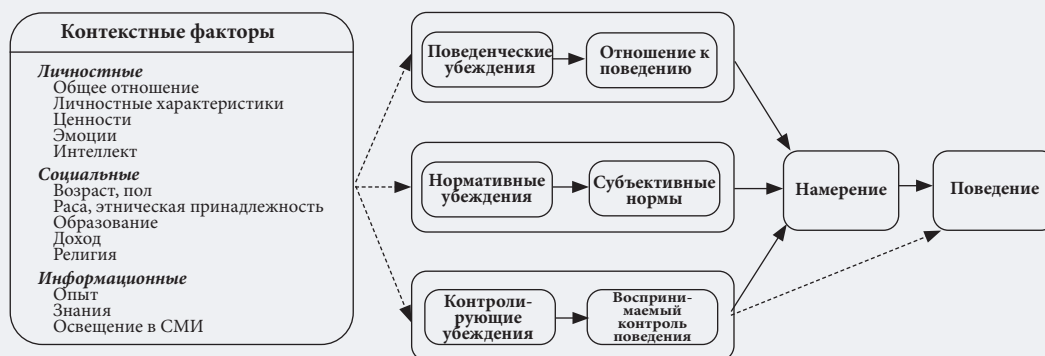 Контекстные факторы
Личностные
Общее отношение
Личностные характеристики
Ценности
Эмоции
Интеллект
Социальные
Возраст, пол
Раса, этническая принадлежность
Образование
Доход
Религия
Информационные
Опыт
Знания
Освещение в СМИ
Поведенческие
убеждения
Отношение к
поведению
Нормативные
убеждения
Субъективные
нормы
Контроли-
рующие
убеждения
Восприни-
маемый
контроль
поведения
Намерение
Поведение